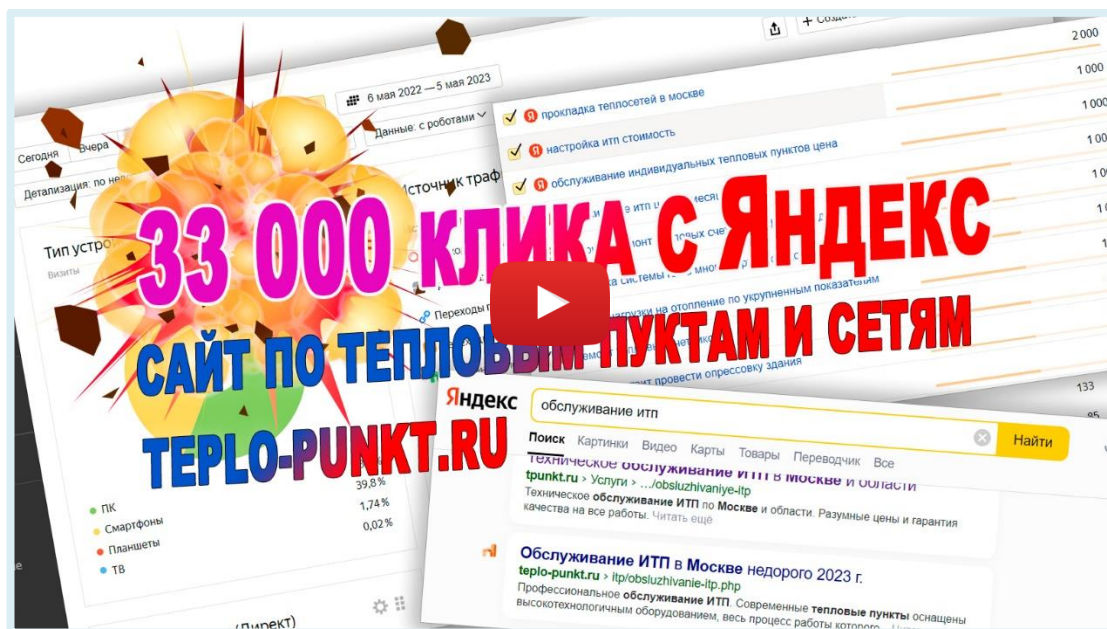 + Созда
6 мая 2022 — 5 мая 2023
Сегодня
Вчера
Данные: с роботами
Детализация: по
Источник траф
Тип устрой
Визиты
Переходы
2 000
1 000
1 000
прокладка теплосетей в москве
настройка итп стоимость
обслуживание индивидуальных тепловых пунктов цена
нагрузки на отопление по укрупненным показателям
провести опрессовку здания
133
33 000 КЛИКА С ЯНДЕКС
САЙТ ПО ТЕПЛОВЫМ ПУКТАМ И СЕТЯМ
TEPLO-PUNKT.RU
39,8 %
1,74 %
0,02 %
ПК
Смартфоны
Планшеты
ТВ
(Директ)
Яндекс
обслуживание итп
Найти
Поиск Картинки Видео Карты Товары Переводчик Все
Техническое обслуживание ИТП в Москве и области
tpunkt.ru › Услуги › .../obsluzhivaniye-itp
Техническое обслуживание ИТП по Москве и области. Разумные цены и гарантия
качества на все работы. Читать ещё
Обслуживание ИТП в Москве недорого 2023 г.
teplo-punkt.ru › itp/obsluzhivanie-itp.php
Профессиональное обслуживание ИТП. Современные тепловые пункты оснащены
высокотехнологичным оборудованием, весь процесс работы которого...